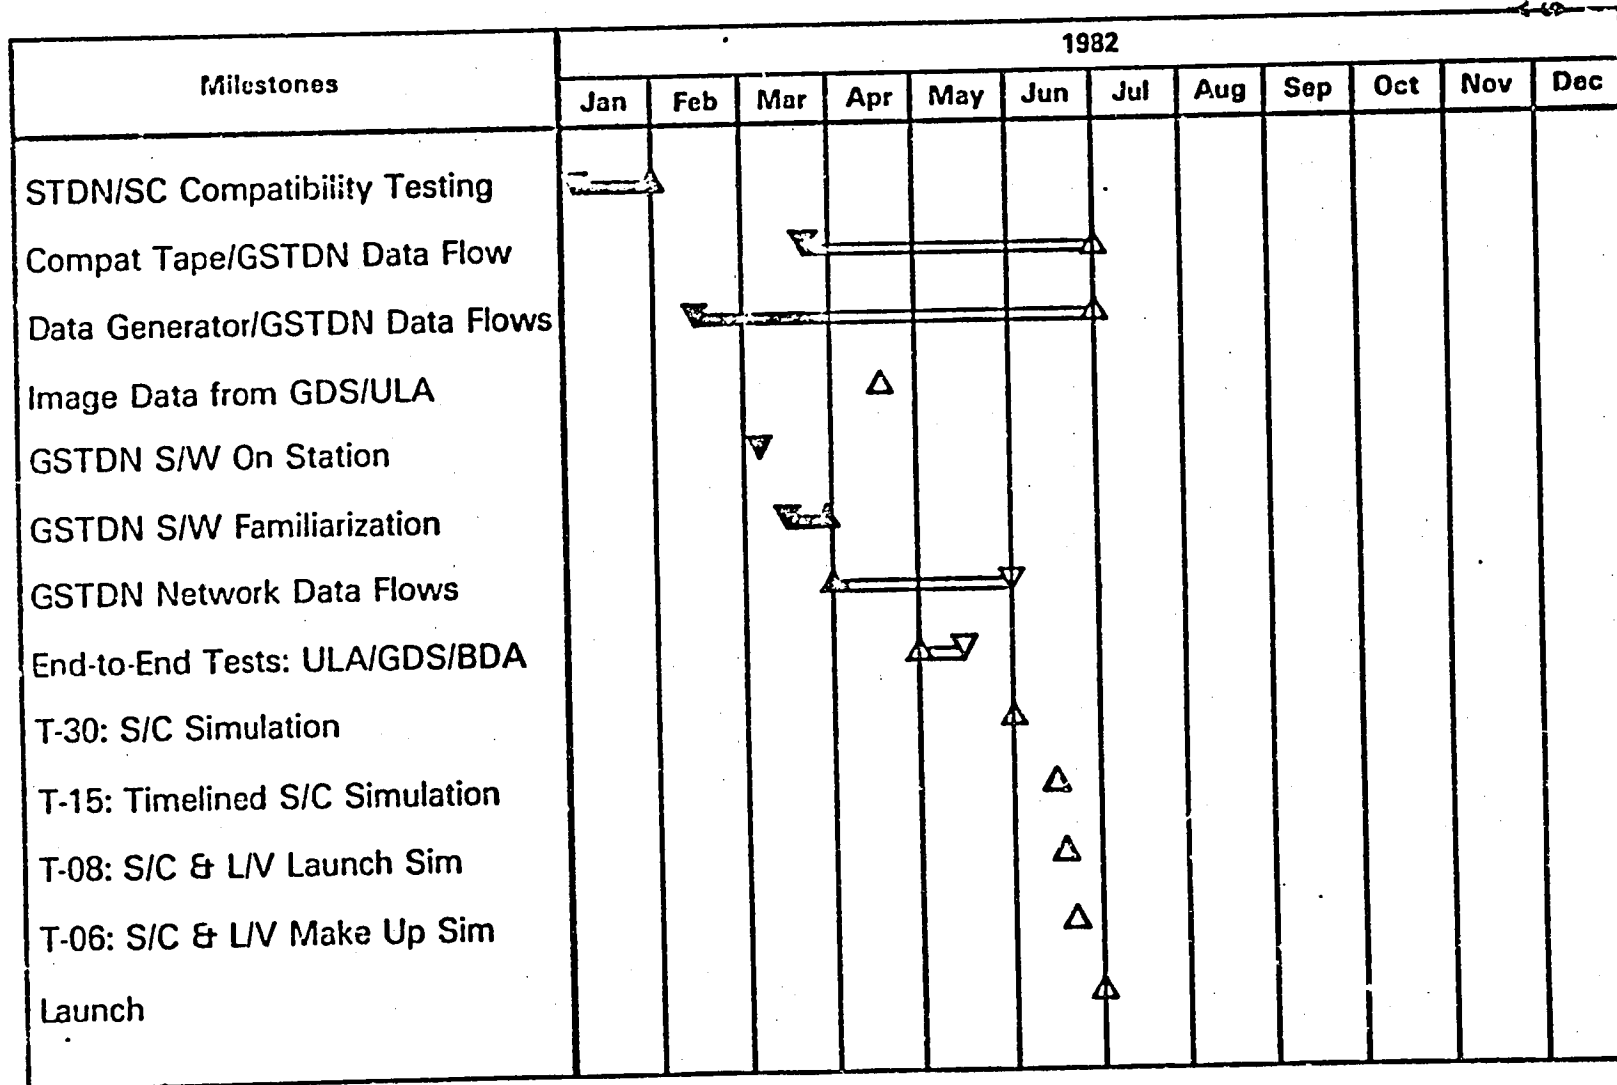 1982
Milestones
Jan Feb Mar Apr May Jun Jul Aug Sep Oct Nov Dec
STDN/SC Compatibility Testing
Compat Tape/GSTDN Data Flow
Data Generator/GSTDN Data Flows
Image Data from GDS/ULA
GSTDN S/W On Station
GSTDN S/W Familiarization
GSTDN Network Data Flows
End-to-End Tests: ULA/GDS/BDA
T-30: S/C Simulation
T-15: Timelined S/C Simulation
T-08: S/C & L/V Launch Sim
T-06: S/C & L/V Make Up Sim
Launch